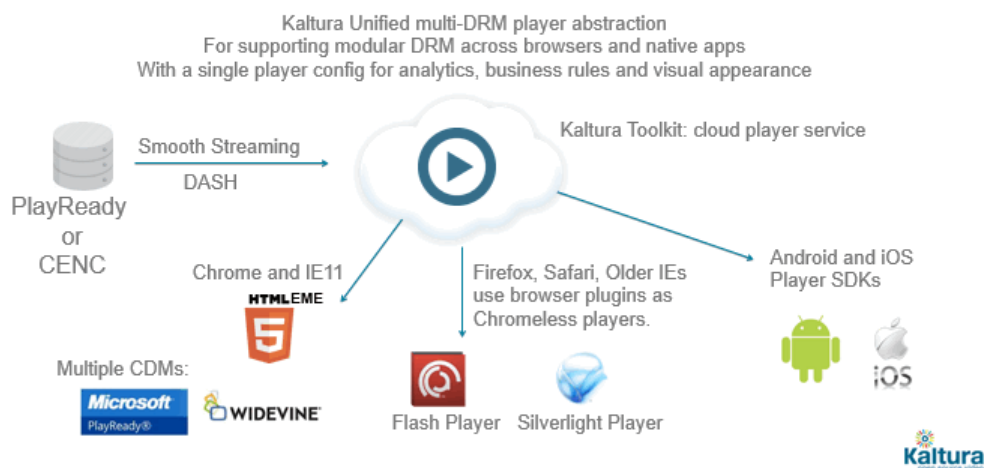 Kaltura Unified multi-DRM player abstraction
For supporting modular DRM across browsers and native apps
With a single player config for analytics, business rules and visual appearance
Kaltura Toolkit: cloud player service
Smooth Streaming
DASH
PlayReady
or
CENC
Chrome and IE11
HTMLEME
5
Firefox, Safari, Older IEs
use browser plugins as
Chromeless players.
Android and iOS
Player SDKs
iOS
Multiple CDMs:
Microsoft
PlayReady®
WIDEVINE
Flash Player
Silverlight Player
Kaltura